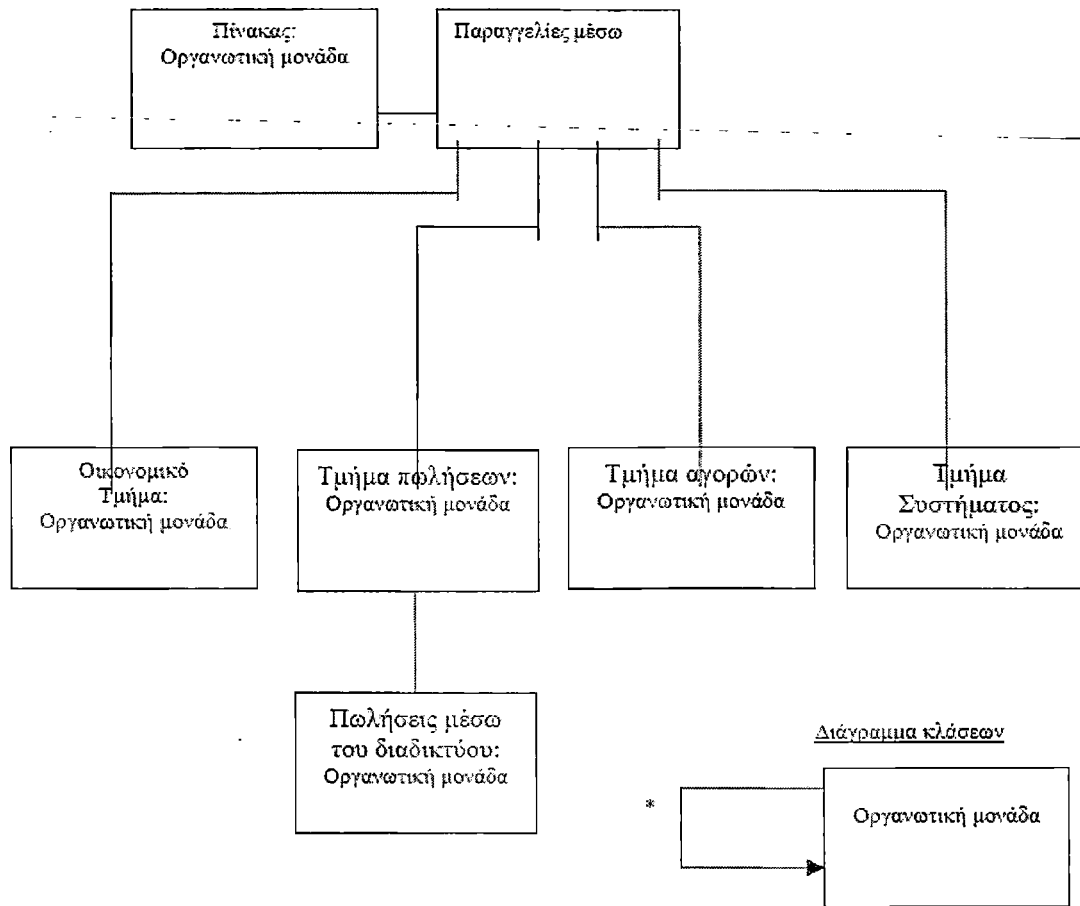 Πίνακας:
Οργανωτική μονάδα
Παραγγελίες μέσω
Οικονομικό
Τμήμα:
Οργανωτική μονάδα
Τμήμα πωλήσεων:
Οργανωτική μονάδα
Τμήμα αγορών:
Οργανωτική μονάδα
Τμήμα
Συστήματος:
Οργανωτική μονάδα
Πωλήσεις μέσω
του διαδικτύου:
Οργανωτική μονάδα
Διάγραμμα κλάσεων
*
Οργανωτική μονάδα